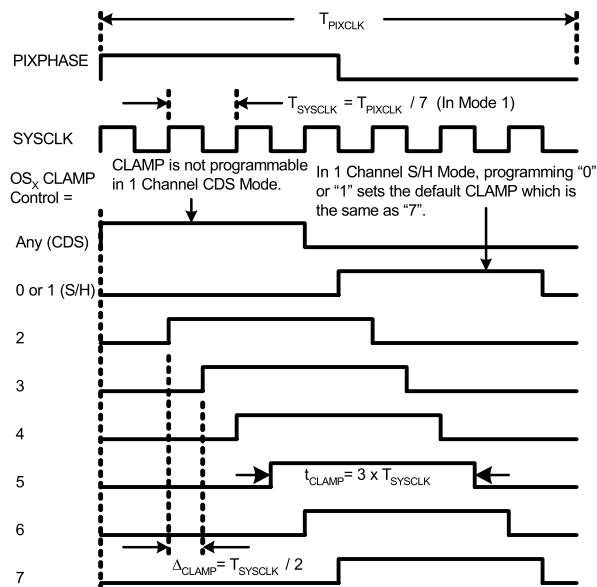 T_PIXCLK
PIXPHASE
T_SYSCLK = T_PIXCLK / 7 (In Mode 1)
SYSCLK
OS_X CLAMP
Control =
CLAMP is not programmable
in 1 Channel CDS Mode.
In 1 Channel S/H Mode, programming “0”
or “1” sets the default CLAMP which is
the same as “7”.
Any (CDS)
0 or 1 (S/H)
2
3
4
5
t_CLAMP = 3 x T_SYSCLK
6
Δ_CLAMP = T_SYSCLK / 2
7